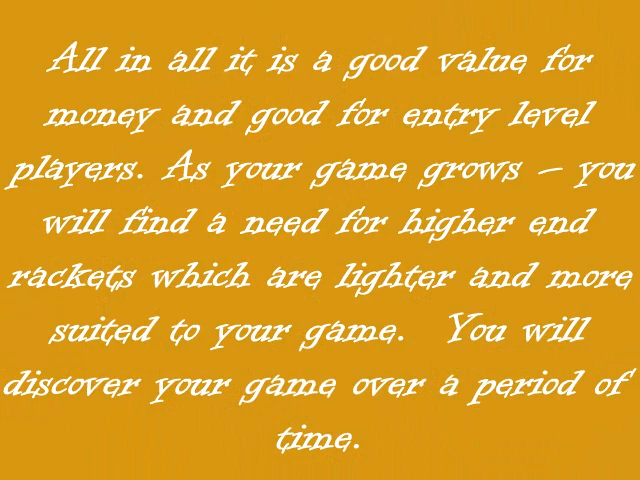 All in all it is a good value for
money and good for entry level
players. As your game grows – you
will find a need for higher end
rackets which are lighter and more
suited to your game.  You will
discover your game over a period of
time.